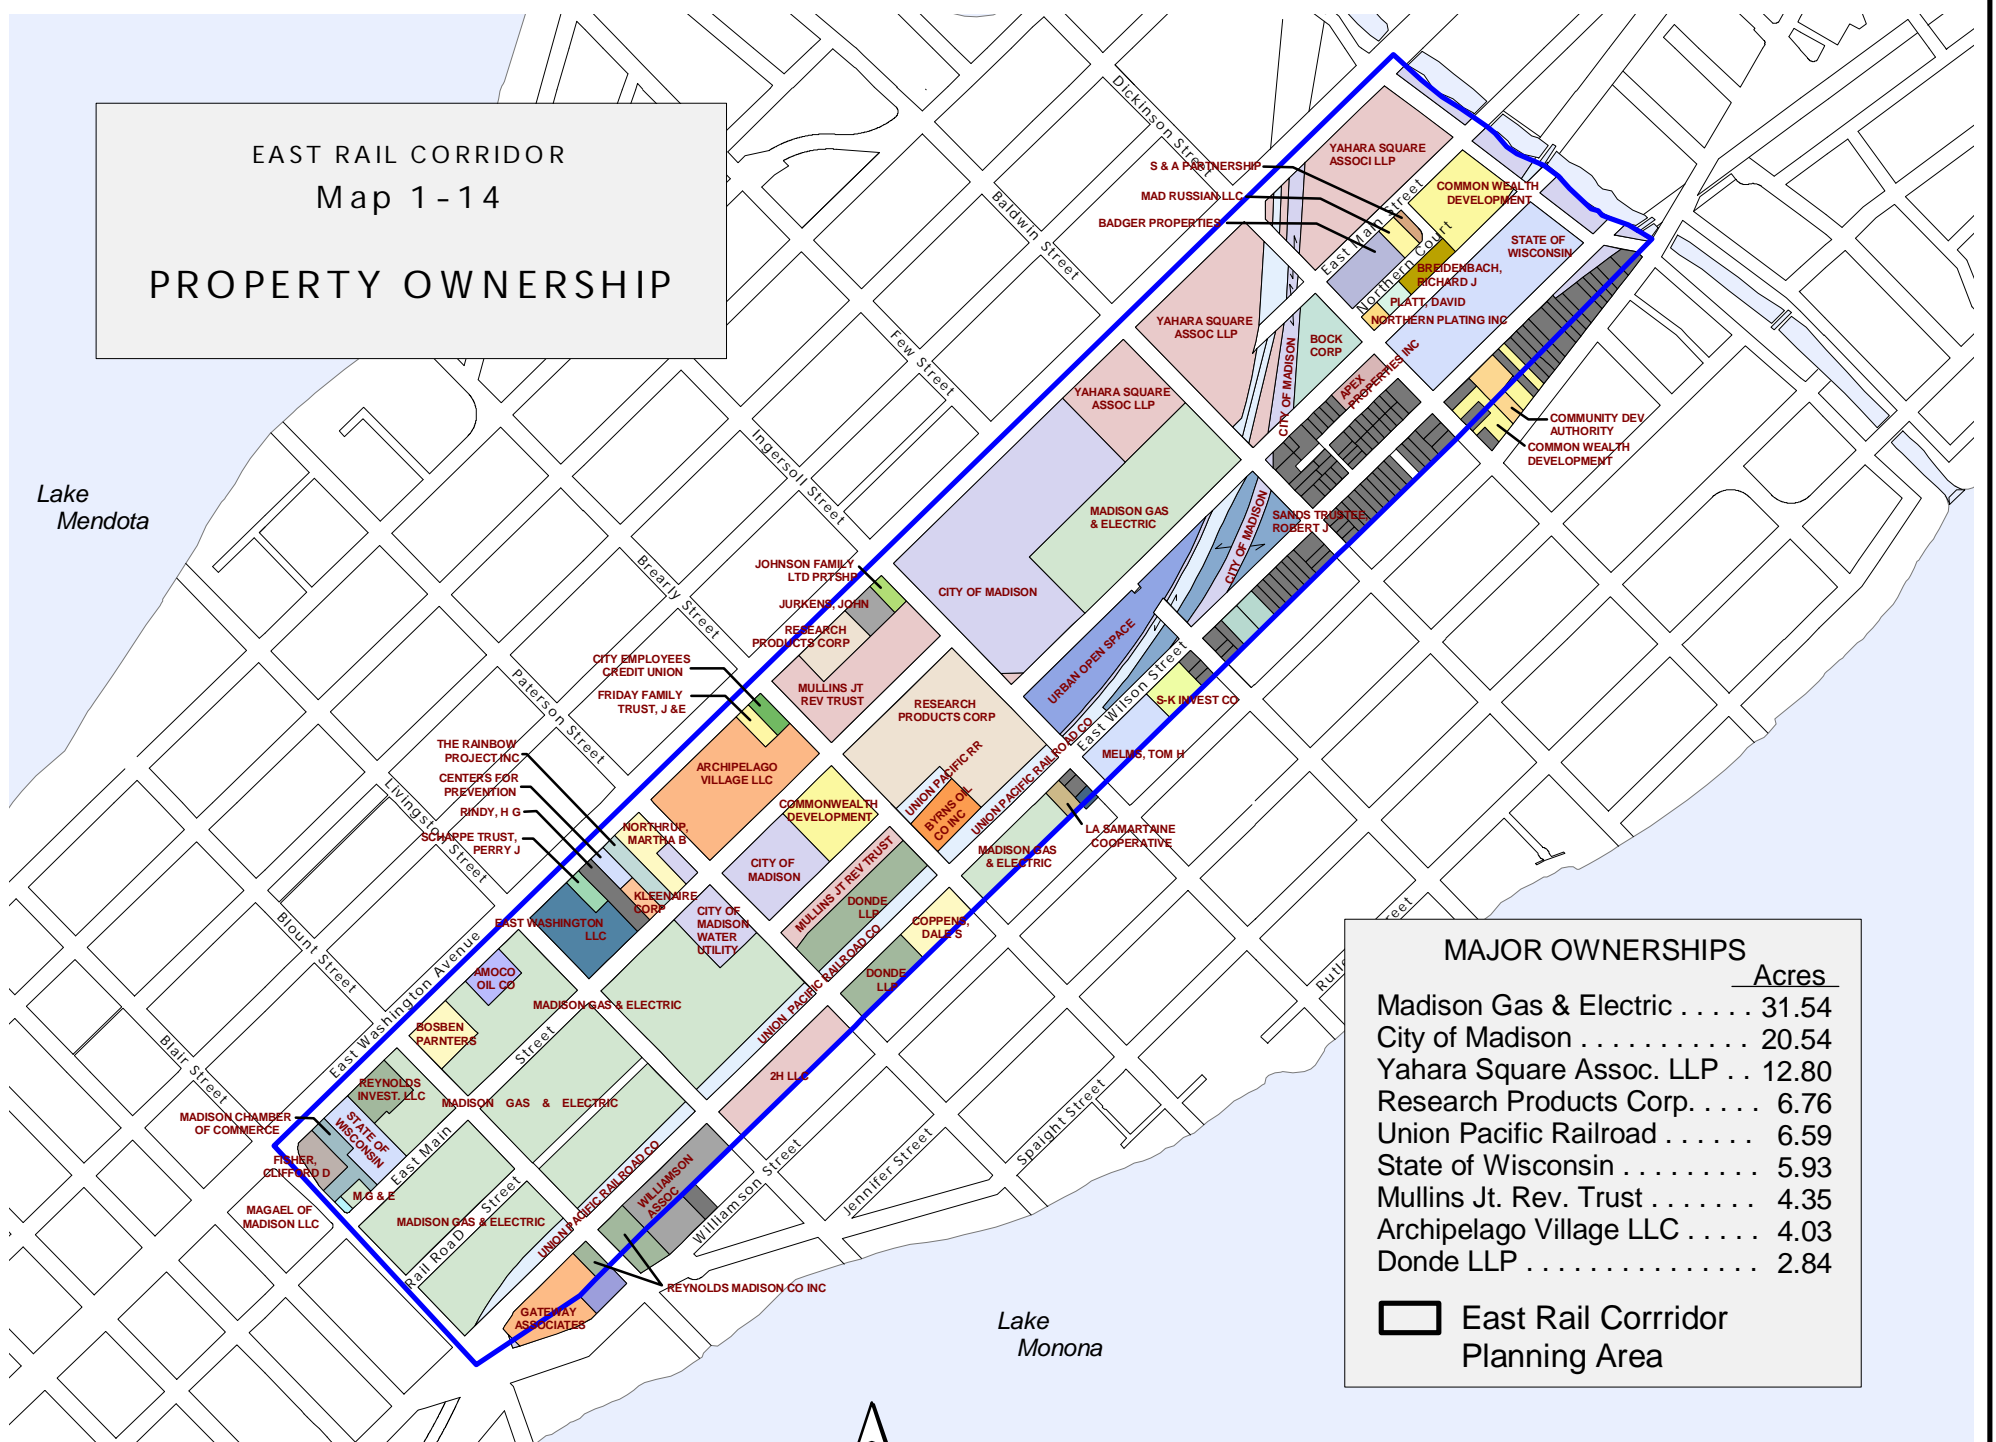 EAST RAIL CORRIDOR
Map 1-14
PROPERTY OWNERSHIP
Lake
Mendota
Dickinson Street
Baldwin Street
Few Street
Ingersoll Street
Brearly Street
Paterson Street
Livingston Street
Blount Street
Blair Street
East Washington Avenue
S & A PARTNERSHIP
MAD RUSSIAN LLC
BADGER PROPERTIES
YAHARA SQUARE
ASSOCI LLP
COMMON WEALTH
DEVELOPMENT
East Main Street
Northern Court
STATE OF
WISCONSIN
BREIDENBACH,
RICHARD J
PLATT, DAVID
NORTHERN PLATING INC
YAHARA SQUARE
ASSOC LLP
BOCK
CORP
CITY OF MADISON
APEX
PROPERTIES INC
YAHARA SQUARE
ASSOC LLP
COMMUNITY DEV
AUTHORITY
COMMON WEALTH
DEVELOPMENT
MADISON GAS
& ELECTRIC
SANDS TRUSTEE,
ROBERT J
CITY OF MADISON
CITY OF MADISON
JOHNSON FAMILY
LTD PRTSHP
JURKENS, JOHN
RESEARCH
PRODUCTS CORP
CITY EMPLOYEES
CREDIT UNION
FRIDAY FAMILY
TRUST, J &E
MULLINS JT
REV TRUST
RESEARCH
PRODUCTS CORP
URBAN OPEN SPACE
East Wilson Street
S-K INVEST CO
MELMS, TOM H
UNION PACIFIC RR
BYRNS OIL
CO INC
UNION PACIFIC RAILROAD CO
LA SAMARTAINE
COOPERATIVE
MADISON GAS
& ELECTRIC
THE RAINBOW
PROJECT INC
CENTERS FOR
PREVENTION
RINDY, H G
SCHAPPE TRUST,
PERRY J
ARCHIPELAGO
VILLAGE LLC
COMMONWEALTH
DEVELOPMENT
NORTHRUP,
MARTHA B
CITY OF
MADISON
MULLINS JT REV TRUST
DONDE
LLP
KLEENAIRE
CORP
CITY OF
MADISON
WATER
UTILITY
EAST WASHINGTON
LLC
COPPENS,
DALE S
DONDE
LLP
UNION PACIFIC RAILROAD CO
AMOCO
OIL CO
MADISON GAS & ELECTRIC
BOSBEN
PARNTERS
Street
2H LLC
REYNOLDS
INVEST. LLC
MADISON GAS & ELECTRIC
MADISON CHAMBER
OF COMMERCE
STATE OF
WISCONSIN
East Main
FISHER,
CLIFFORD D
M G & E
MAGAEL OF
MADISON LLC
MADISON GAS & ELECTRIC
Rail Road Street
UNION PACIFIC RAILROAD CO
WILLIAMSON
ASSOC
Williamson Street
Jennifer Street
Spaight Street
REYNOLDS MADISON CO INC
GATEWAY
ASSOCIATES
Lake
Monona
MAJOR OWNERSHIPS
Acres
Madison Gas & Electric . . . . . 31.54
City of Madison . . . . . . . . . . . 20.54
Yahara Square Assoc. LLP . . 12.80
Research Products Corp. . . . . 6.76
Union Pacific Railroad . . . . . . 6.59
State of Wisconsin . . . . . . . . . 5.93
Mullins Jt. Rev. Trust . . . . . . . 4.35
Archipelago Village LLC . . . . . 4.03
Donde LLP . . . . . . . . . . . . . . . 2.84
East Rail Corrridor
Planning Area